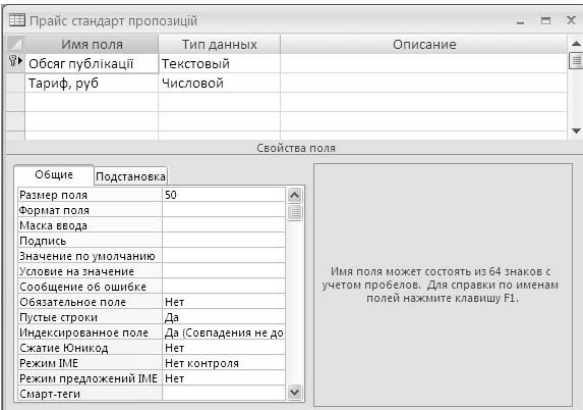 Прайс стандарт пропозицій
Имя поля Тип данных Описание
Обсяг публікації Текстовый
Тариф, руб Числовой
Свойства поля
Общие Подстановка
Размер поля 50
Формат поля
Маска ввода
Подпись
Значение по умолчанию
Условие на значение
Сообщение об ошибке
Обязательное поле Нет
Пустые строки Да
Индексированное поле Да (Совпадения не до
Сжатие Юникод Нет
Режим IME Нет контроля
Режим предложений IME Нет
Смарт-теги
Имя поля может состоять из 64 знаков с
учетом пробелов. Для справки по именам
полей нажмите клавишу F1.